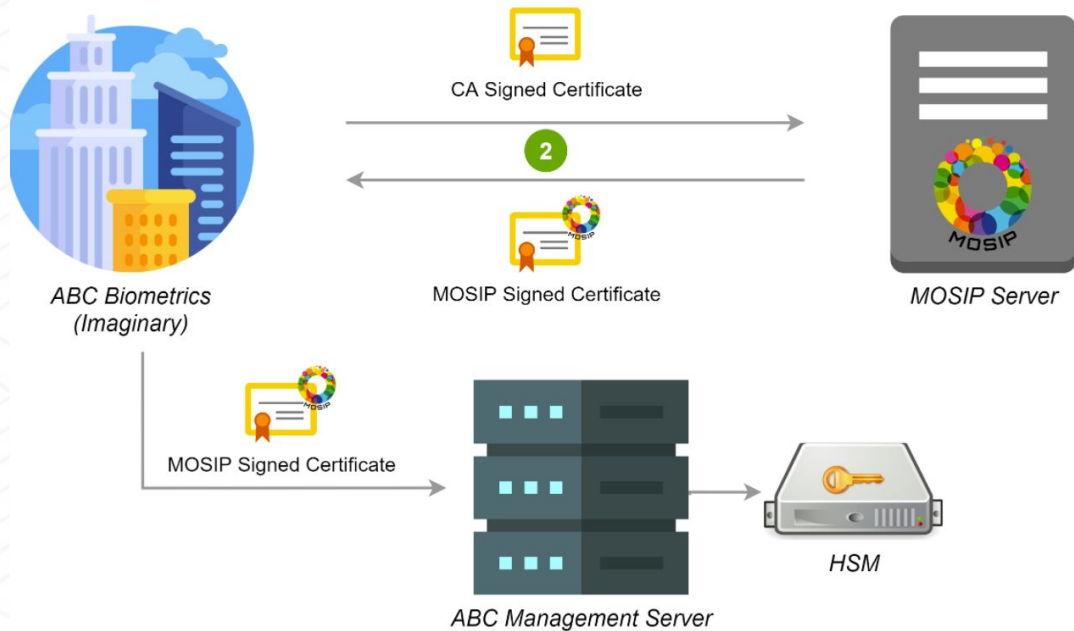 CA Signed Certificate
2
MOSIP
MOSIP Signed Certificate
MOSIP
ABC Biometrics
(Imaginary)
MOSIP Server
MOSIP
MOSIP Signed Certificate
HSM
ABC Management Server